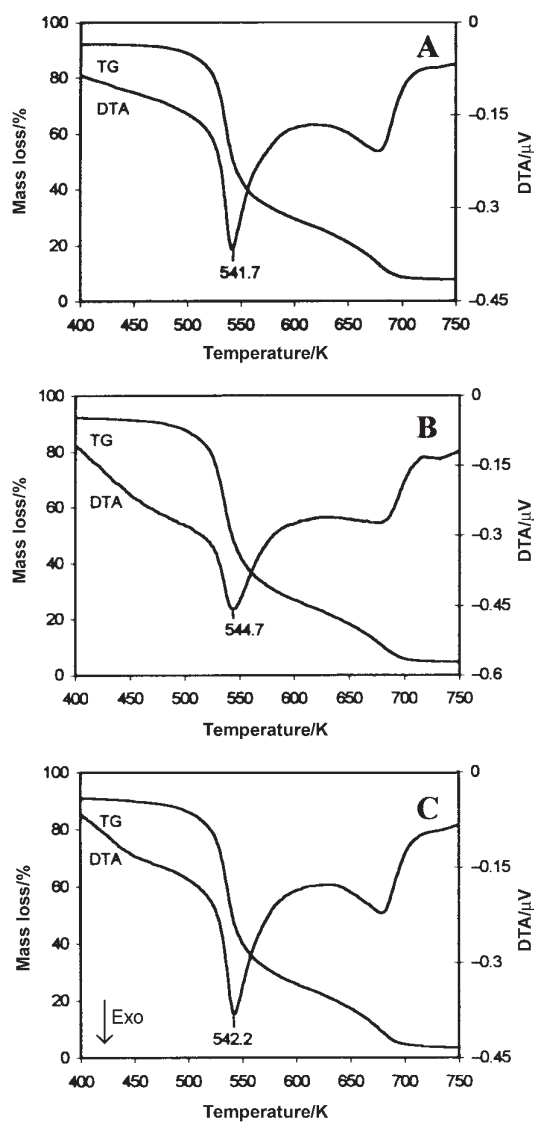 100
80
60
40
20
0
Mass loss/%
TG
DTA
A
541.7
0
–0.15
–0.3
–0.45
DTA/µV
400 450 500 550 600 650 700 750
Temperature/K
100
80
60
40
20
0
Mass loss/%
TG
DTA
B
544.7
0
–0.15
–0.3
–0.45
–0.6
DTA/µV
400 450 500 550 600 650 700 750
Temperature/K
100
80
60
40
20
0
Mass loss/%
TG
DTA
C
Exo
542.2
0
–0.15
–0.3
–0.45
DTA/µV
400 450 500 550 600 650 700 750
Temperature/K